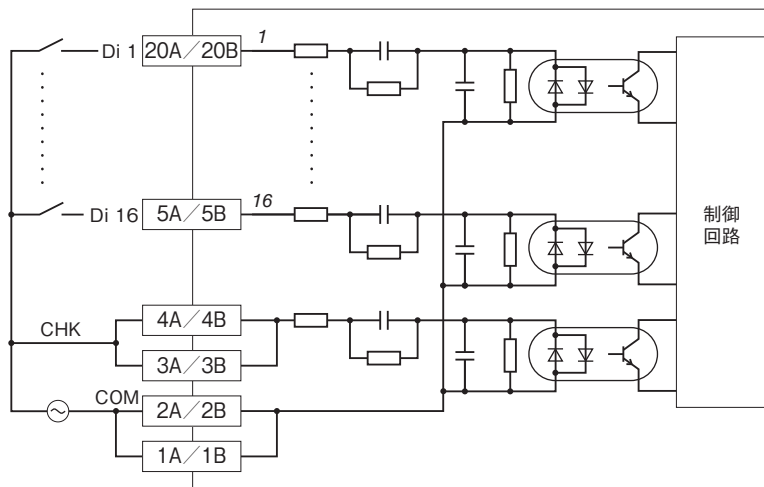 Di 1 20A／20B 1
Di 16 5A／5B 16
制御
回路
CHK 4A／4B
3A／3B
COM 2A／2B
1A／1B